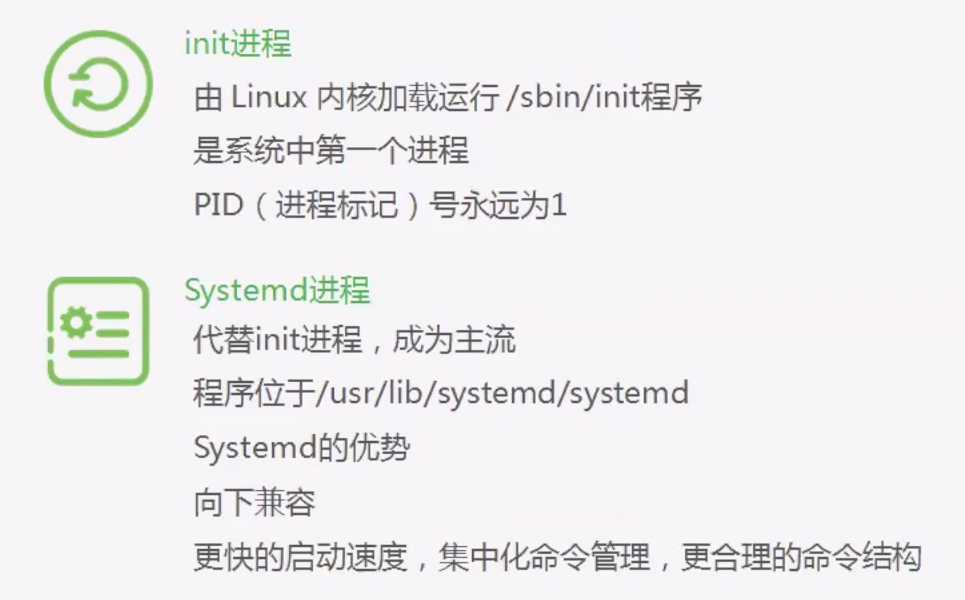 init进程
由 Linux 内核加载运行 /sbin/init程序
是系统中第一个进程
PID（进程标记）号永远为1
Systemd进程
代替init进程，成为主流
程序位于/usr/lib/systemd/systemd
Systemd的优势
向下兼容
更快的启动速度，集中化命令管理，更合理的命令结构